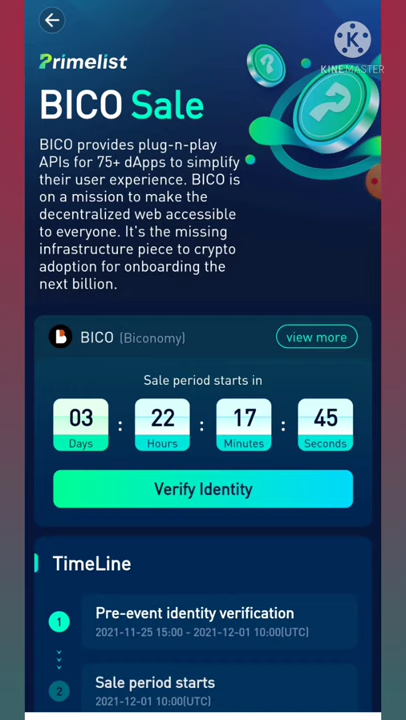 Primelist
KINEMASTER
BICO Sale
BICO provides plug-n-play
APIs for 75+ dApps to simplify
their user experience. BICO is
on a mission to make the
decentralized web accessible
to everyone. It's the missing
infrastructure piece to crypto
adoption for onboarding the
next billion.
BICO (Biconomy) view more
Sale period starts in
03 : 22 : 17 : 45
Days Hours Minutes Seconds
Verify Identity
TimeLine
1 Pre-event identity verification
2021-11-25 15:00 - 2021-12-01 10:00(UTC)
2 Sale period starts
2021-12-01 10:00(UTC)